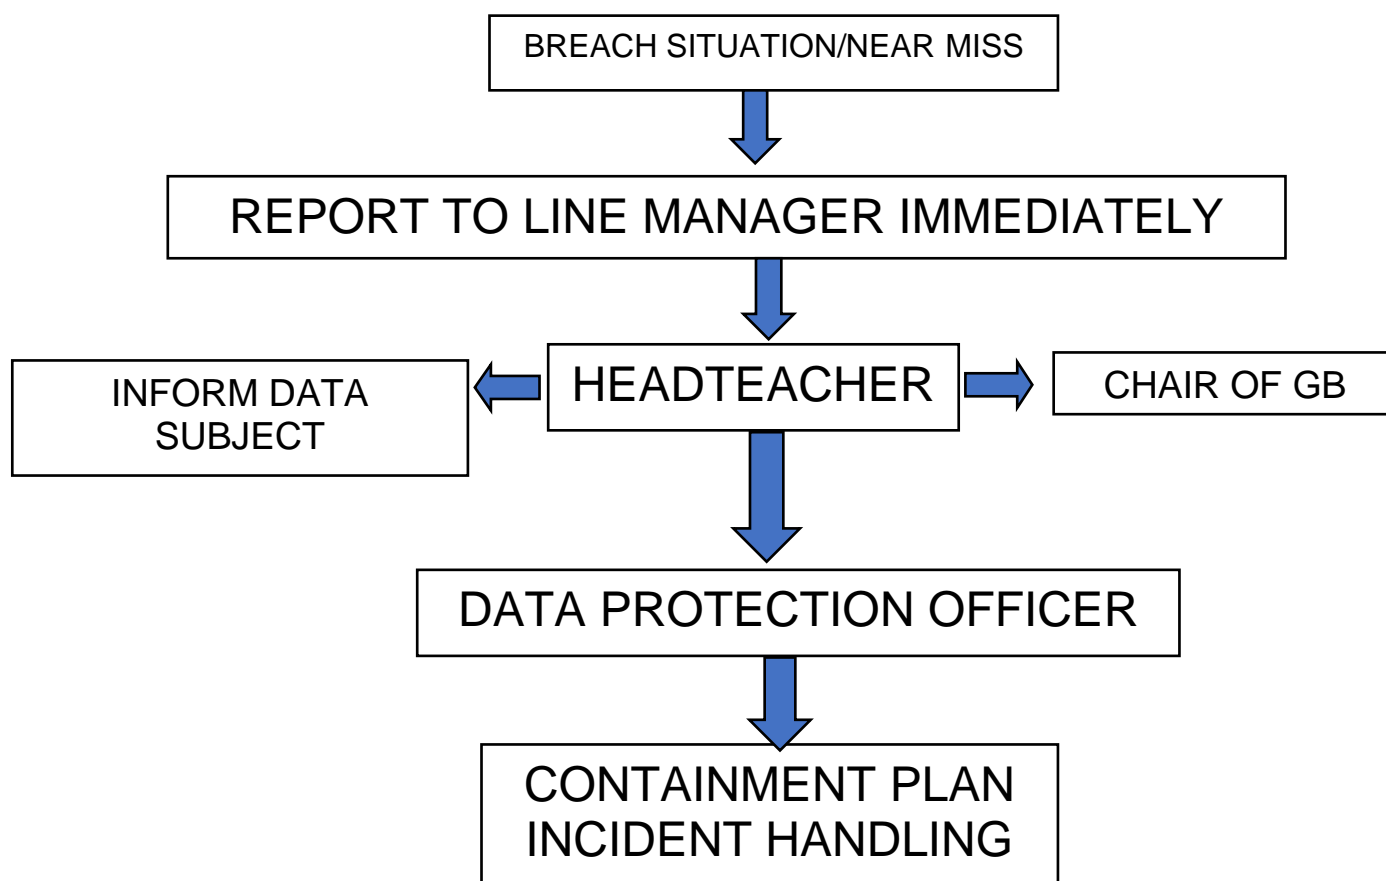 BREACH SITUATION/NEAR MISS
REPORT TO LINE MANAGER IMMEDIATELY
INFORM DATA
SUBJECT
HEADTEACHER
CHAIR OF GB
DATA PROTECTION OFFICER
CONTAINMENT PLAN
INCIDENT HANDLING